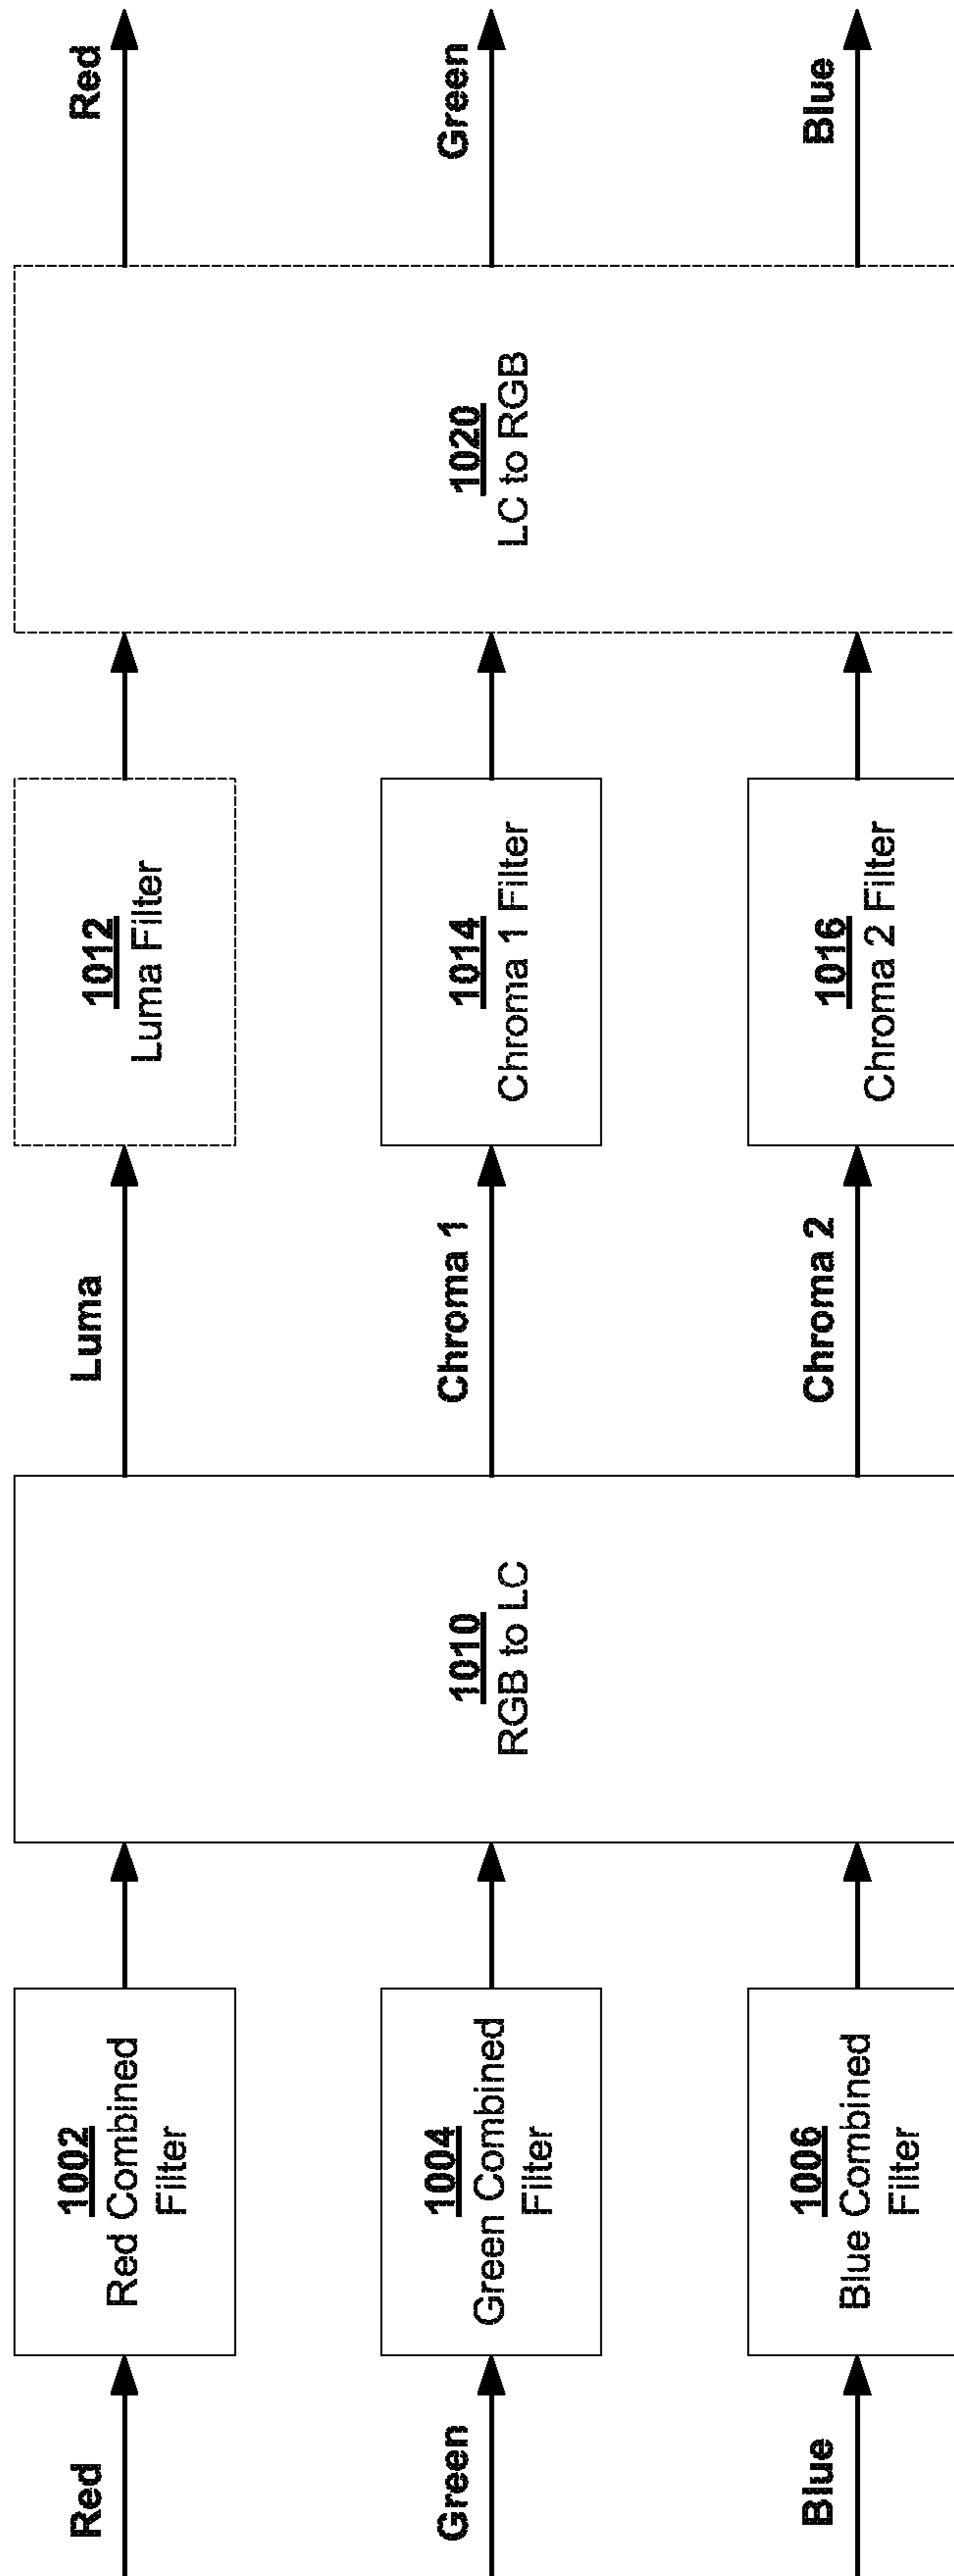 Red
1002
Red Combined
Filter
Green
1004
Green Combined
Filter
Blue
1006
Blue Combined
Filter
1010
RGB to LC
Luma
1012
Luma Filter
Chroma 1
1014
Chroma 1 Filter
Chroma 2
1016
Chroma 2 Filter
1020
LC to RGB
Red
Green
Blue